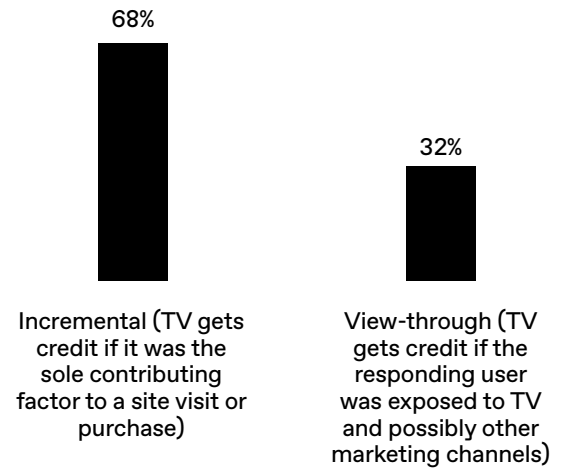 68%
32%
Incremental (TV gets
credit if it was the
sole contributing
factor to a site visit or
purchase)
View-through (TV
gets credit if the
responding user
was exposed to TV
and possibly other
marketing channels)